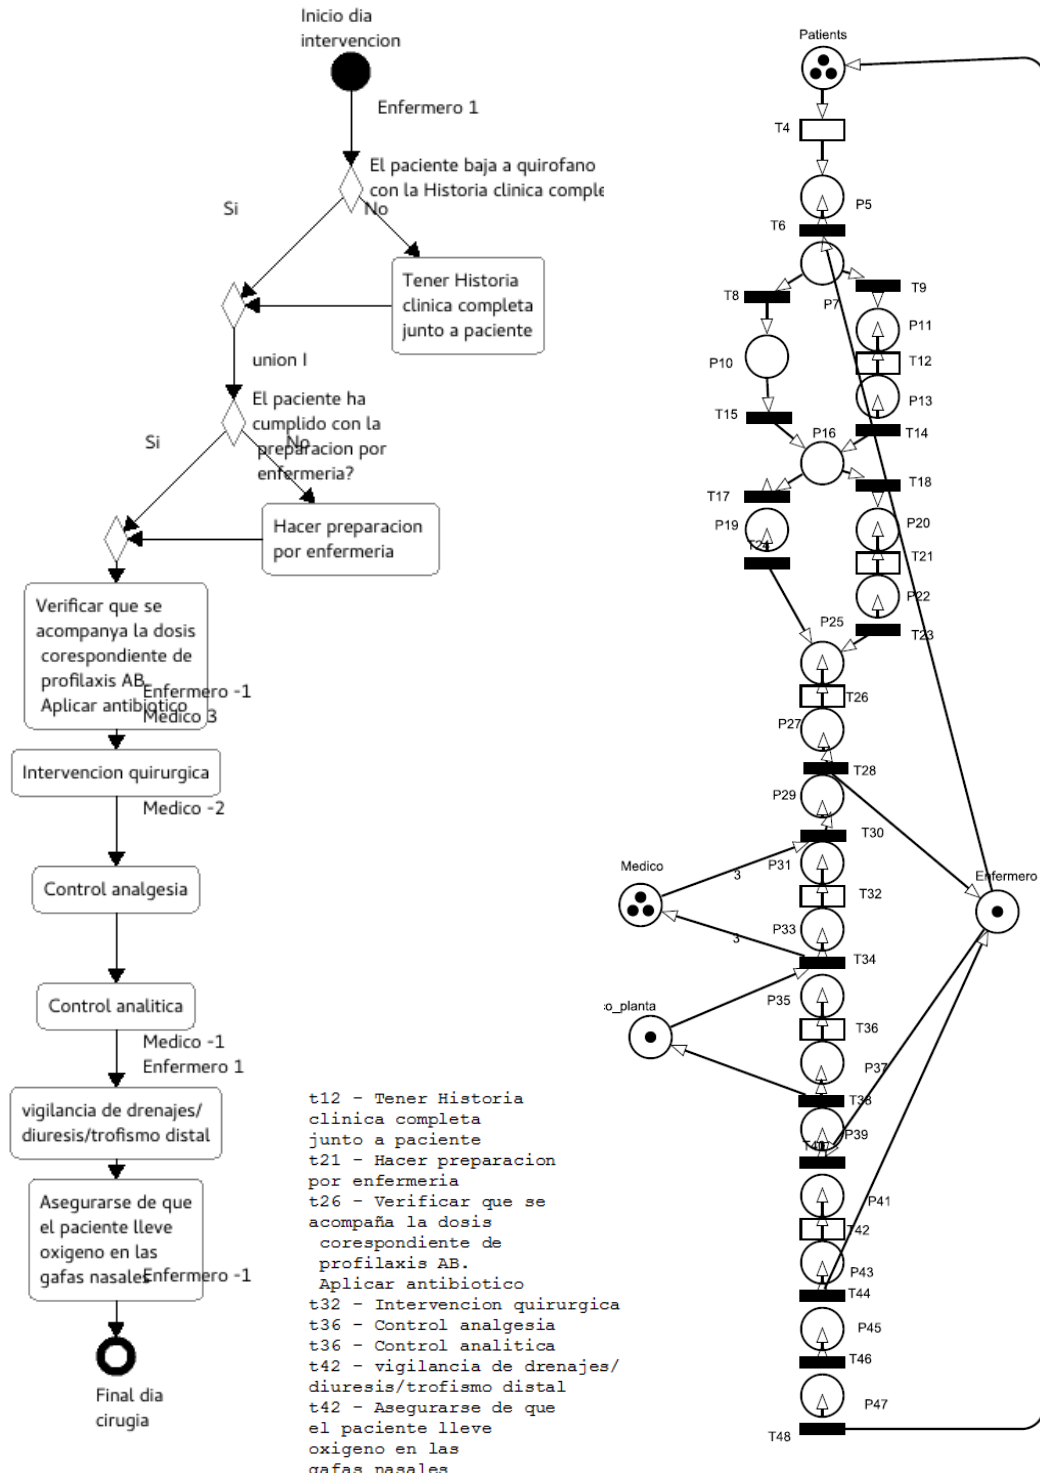 Inicio dia
intervencion
Enfermero 1
El paciente baja a quirofano
con la Historia clinica comple
Si
No
Tener Historia
clinica completa
junto a paciente
union I
El paciente ha
cumplido con la
preparacion por
enfermeria?
Si
No
Hacer preparacion
por enfermeria
Verificar que se
acompanya la dosis
corespondiente de
profilaxis AB.
Aplicar antibiotico
Enfermero -1
Medico 3
Intervencion quirurgica
Medico -2
Control analgesia
Control analitica
Medico -1
Enfermero 1
vigilancia de drenajes/
diuresis/trofismo distal
Asegurarse de que
el paciente lleve
oxigeno en las
gafas nasales
Enfermero -1
Final dia
cirugia
t12 - Tener Historia
clinica completa
junto a paciente
t21 - Hacer preparacion
por enfermeria
t26 - Verificar que se
acompaña la dosis
corespondiente de
profilaxis AB.
Aplicar antibiotico
t32 - Intervencion quirurgica
t36 - Control analgesia
t36 - Control analitica
t42 - vigilancia de drenajes/
diuresis/trofismo distal
t42 - Asegurarse de que
el paciente lleve
oxigeno en las
gafas nasales
Patients
T4
P5
T6
P7
T8
T9
P11
P10
T12
P13
T15
T14
P16
T17
T18
P19
P20
T24
T21
P22
P25
T23
T26
P27
T28
P29
T30
Medico
P31
3
Enfermero
T32
P33
3
T34
co_planta
P35
T36
P37
T38
P39
T40
P41
T42
P43
T44
P45
T46
P47
T48